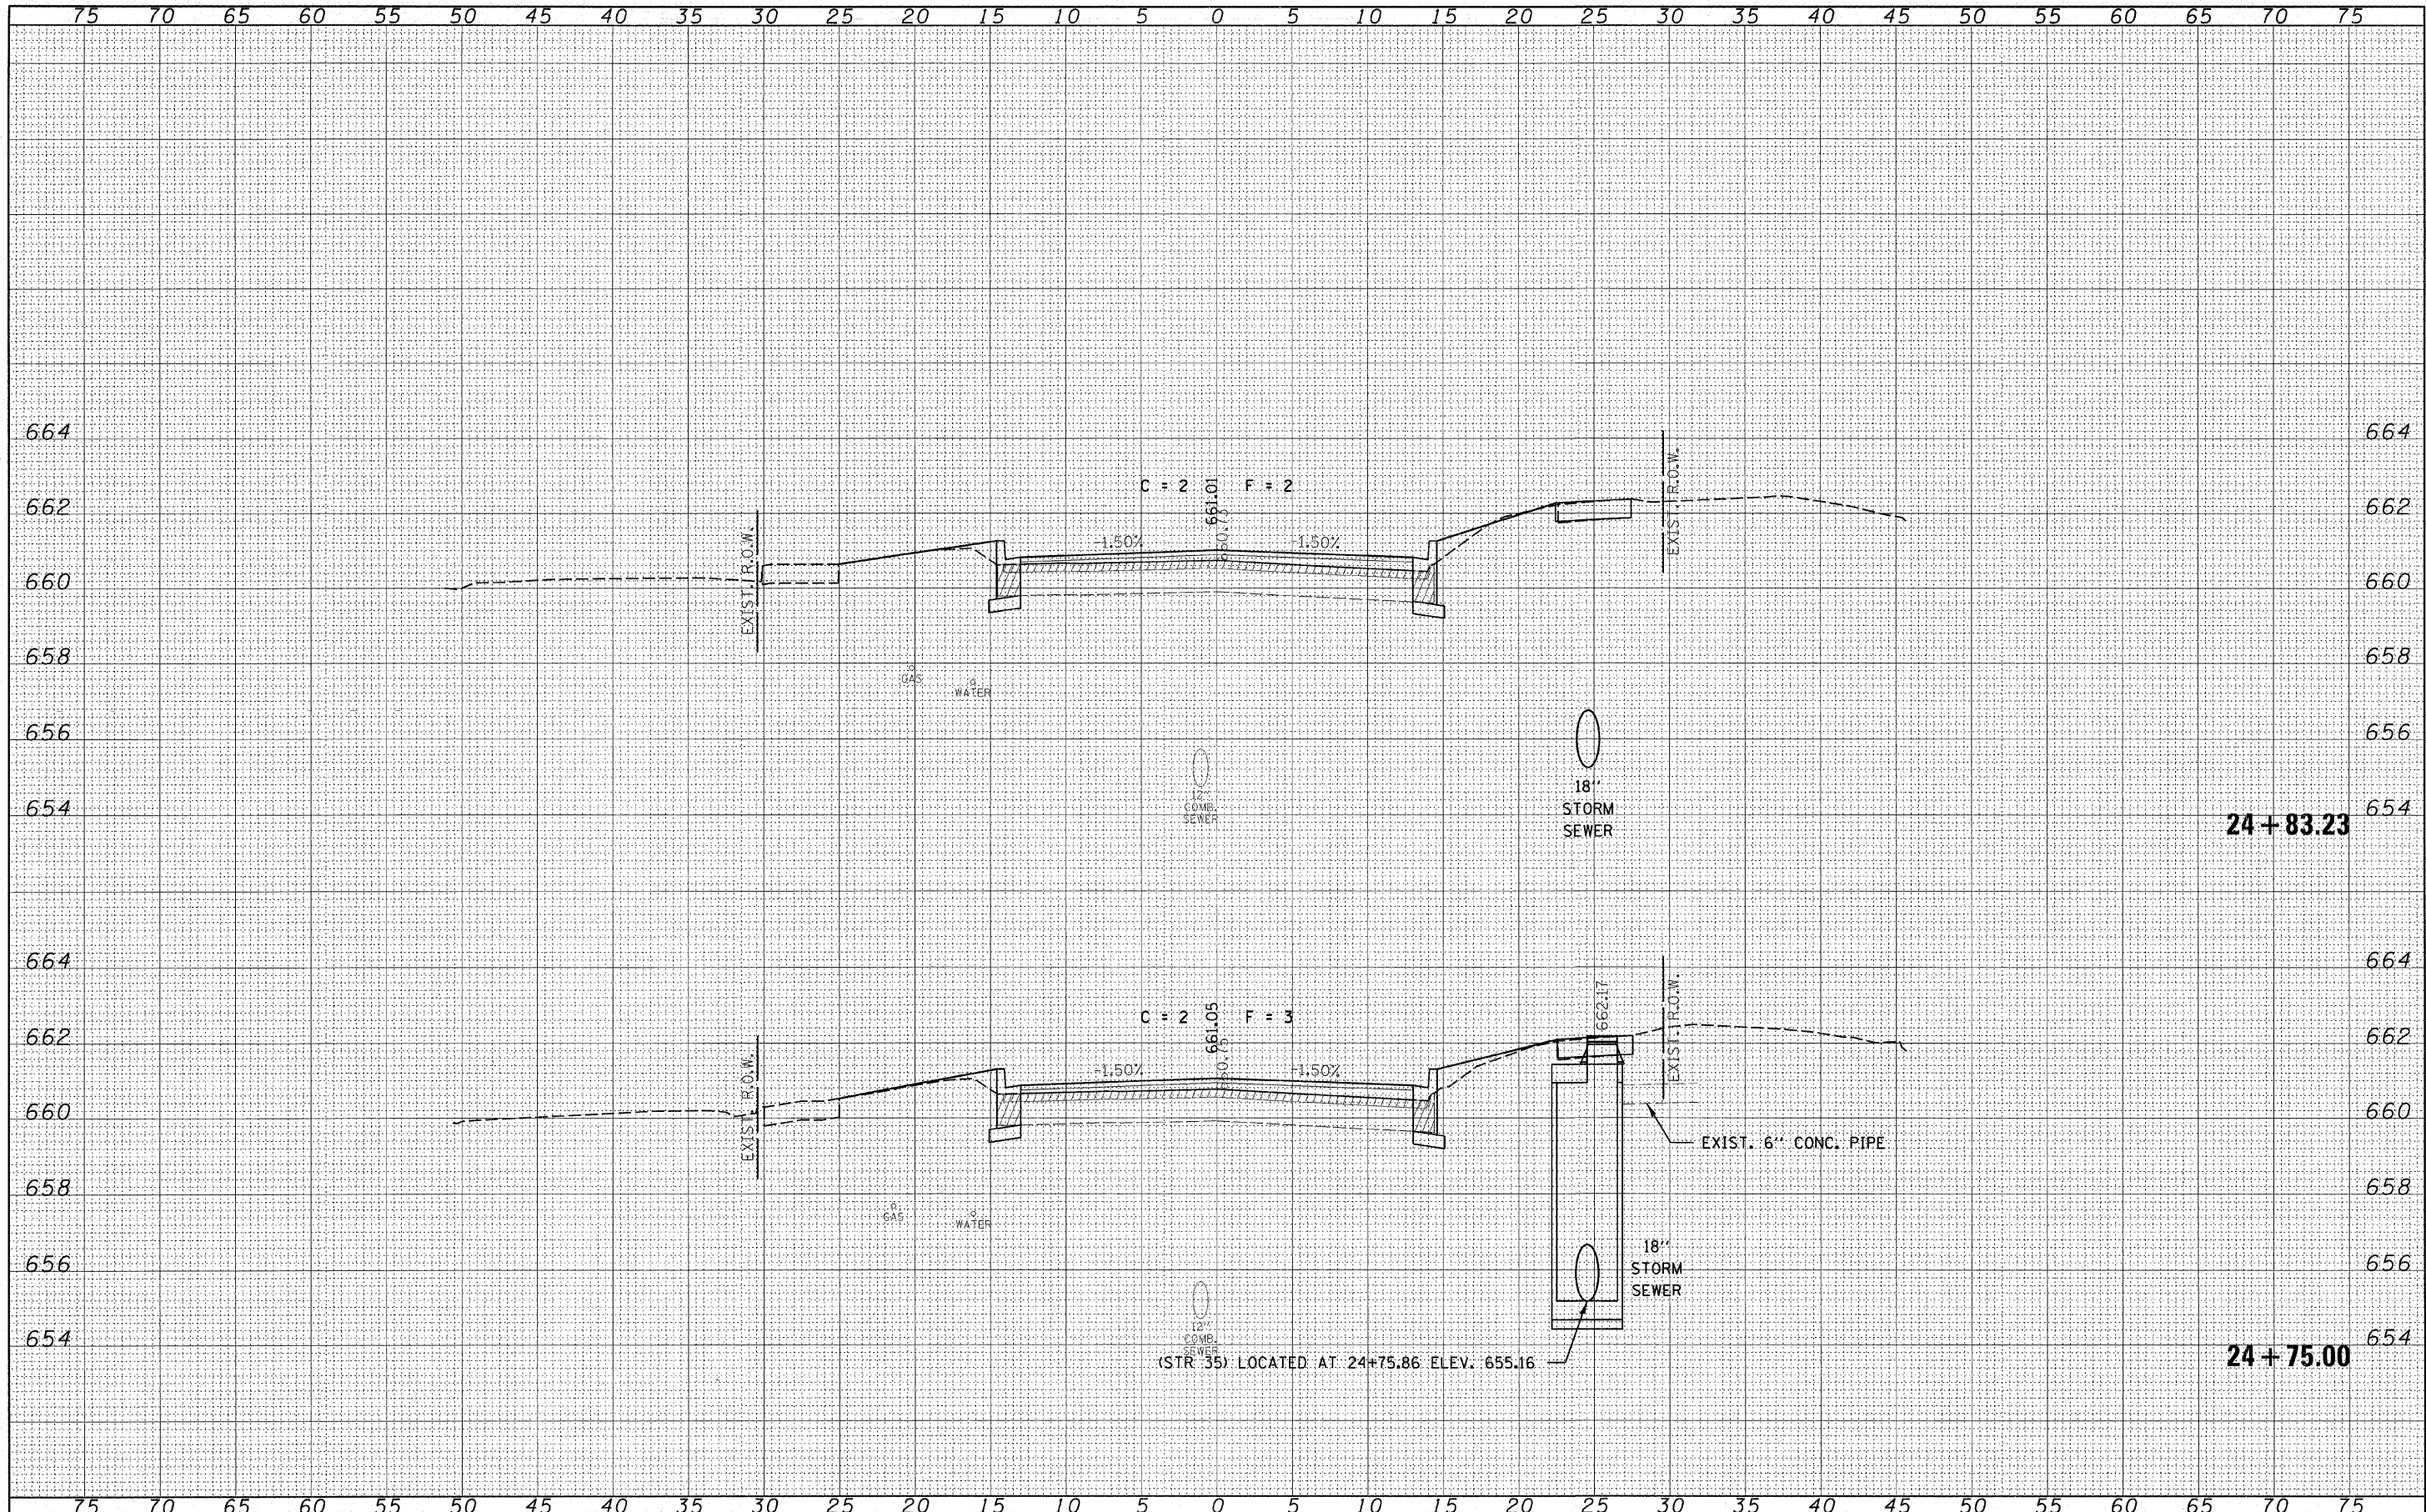 75 70 65 60 55 50 45 40 35 30 25 20 15 10 5 0 5 10 15 20 25 30 35 40 45 50 55 60 65 70 75
664 664
C = 2 661.01 F = 2
662 662
EXIST. R.O.W.
-1.50% -1.50%
EXIST. R.O.W.
660 660
658 658
GAS
WATER
656 656
18''
STORM
SEWER
12''
COMB.
SEWER
654 654
24+83.23
664 664
662.17
EXIST. R.O.W.
C = 2 661.05 F = 3
660.75
662 662
-1.50% -1.50%
EXIST. R.O.W.
660 660
EXIST. 6'' CONC. PIPE
658 658
GAS
WATER
18''
STORM
SEWER
656 656
12''
COMB.
SEWER
654 654
(STR 35) LOCATED AT 24+75.86 ELEV. 655.16
24+75.00
75 70 65 60 55 50 45 40 35 30 25 20 15 10 5 0 5 10 15 20 25 30 35 40 45 50 55 60 65 70 75